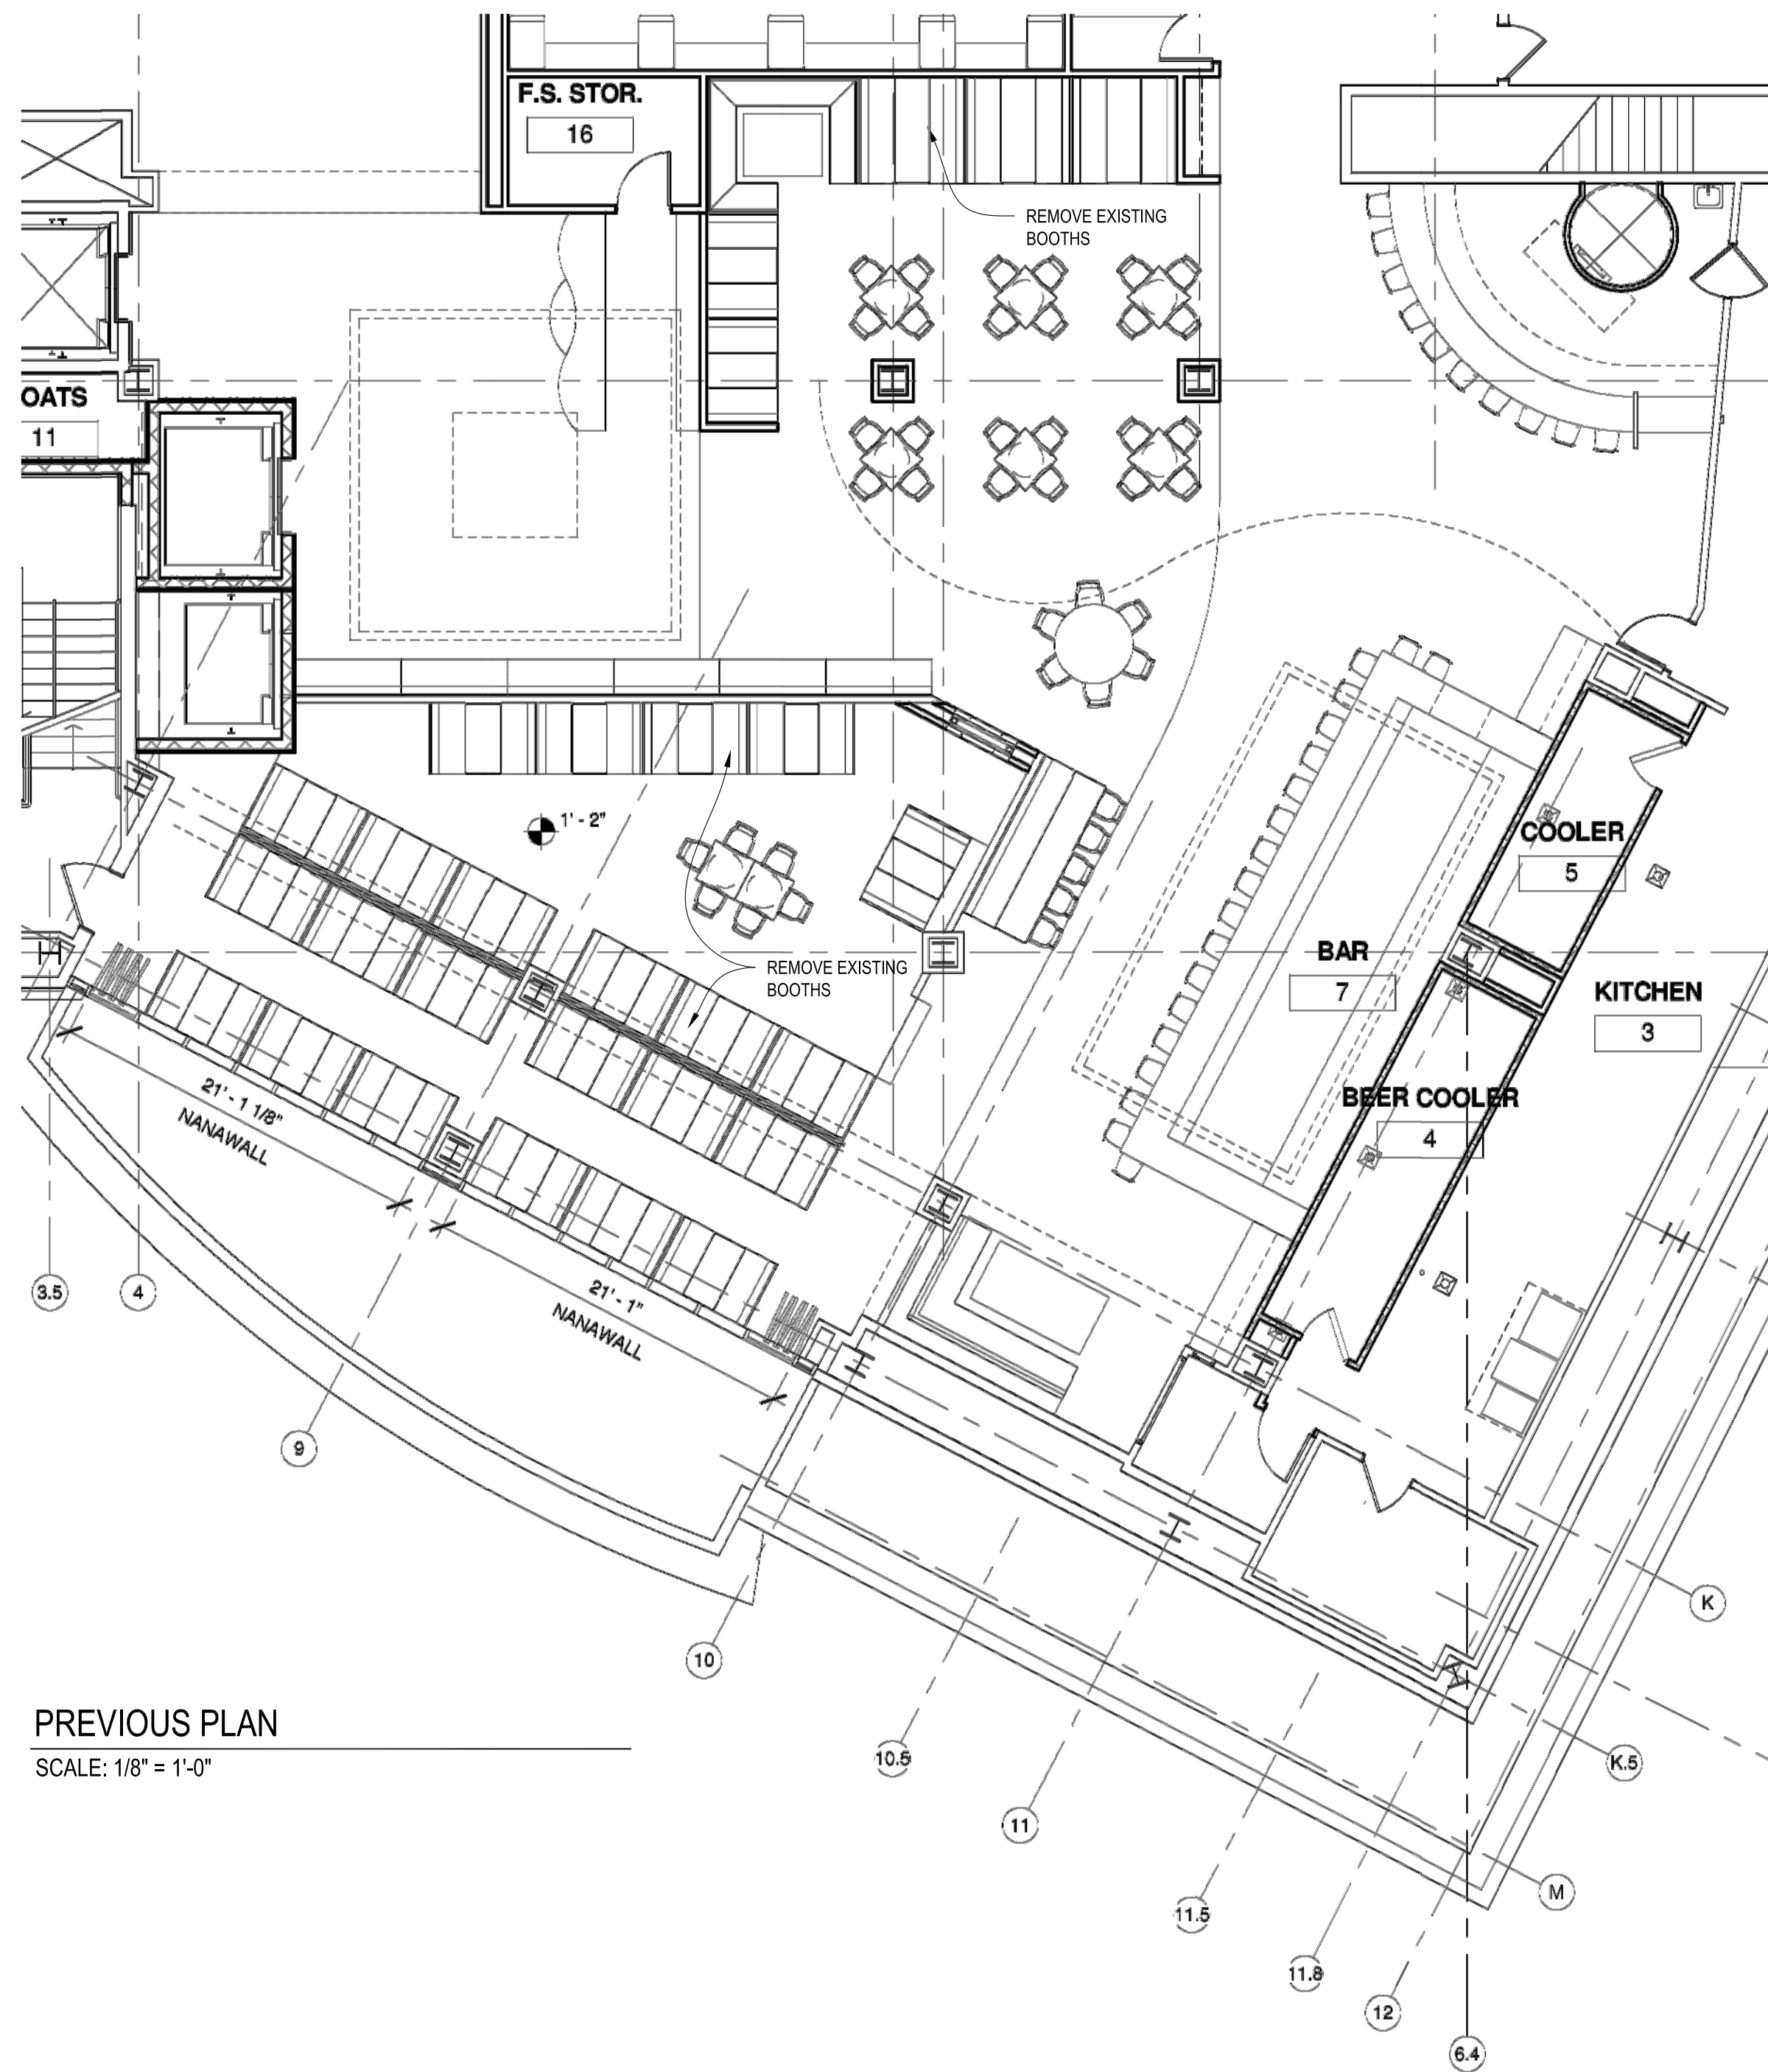 F.S. STOR.
16
REMOVE EXISTING
BOOTHS
OATS
11
1' - 2"
COOLER
5
BAR
7
REMOVE EXISTING
BOOTHS
KITCHEN
3
BEER COOLER
4
21' - 1 1/8"
NANAWALL
21' - 1"
NANAWALL
3.5
4
9
10
10.5
11
11.5
11.8
12
6.4
K
K.5
M
PREVIOUS PLAN
SCALE: 1/8" = 1'-0"